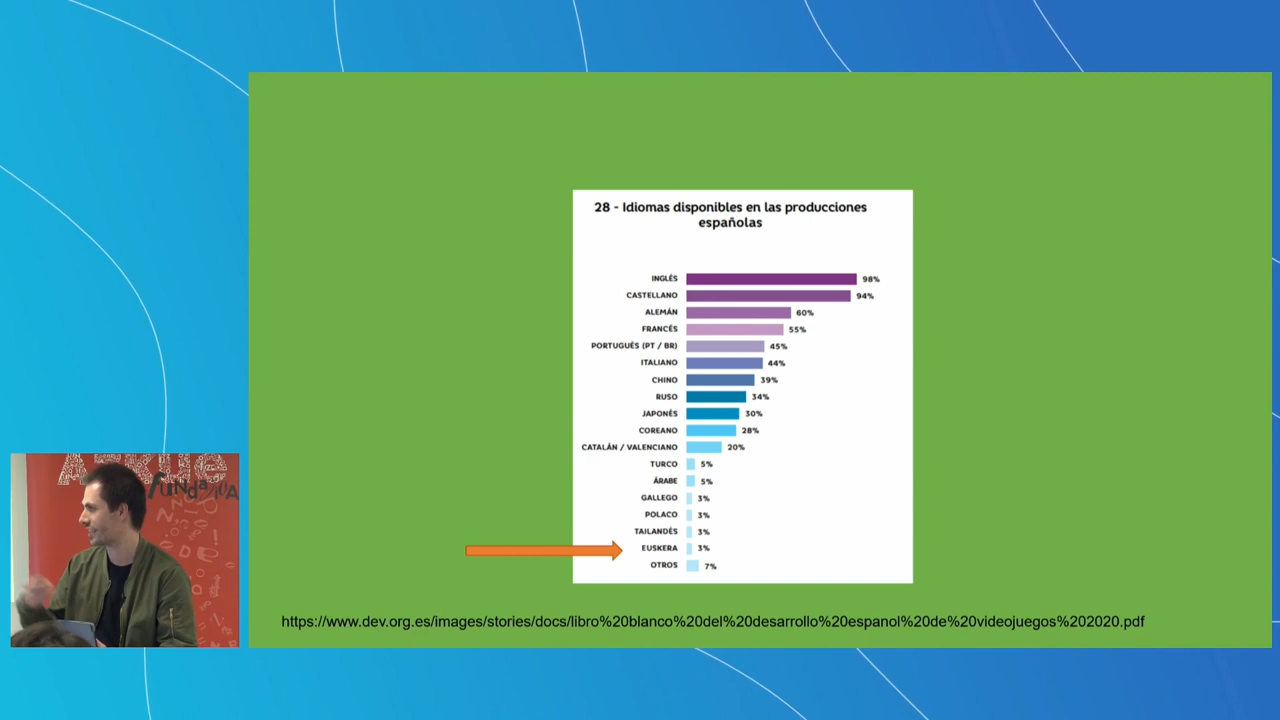 28 - Idiomas disponibles en las producciones
españolas
INGLÉS 98%
CASTELLANO 94%
ALEMÁN 60%
FRANCÉS 55%
PORTUGUÉS (PT / BR) 45%
ITALIANO 44%
CHINO 39%
RUSO 34%
JAPONÉS 30%
COREANO 28%
CATALÁN / VALENCIANO 20%
TURCO 5%
ÁRABE 5%
GALLEGO 3%
POLACO 3%
TAILANDÉS 3%
EUSKERA 3%
OTROS 7%
https://www.dev.org.es/images/stories/docs/libro%20blanco%20del%20desarrollo%20espanol%20de%20videojuegos%202020.pdf